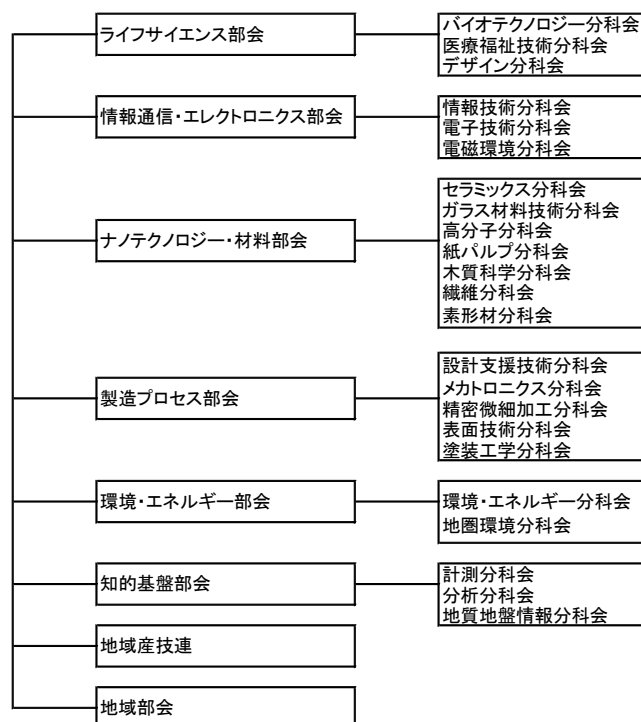 ライフサイエンス部会
バイオテクノロジー分科会
医療福祉技術分科会
デザイン分科会
情報通信・エレクトロニクス部会
情報技術分科会
電子技術分科会
電磁環境分科会
ナノテクノロジー・材料部会
セラミックス分科会
ガラス材料技術分科会
高分子分科会
紙パルプ分科会
木質科学分科会
繊維分科会
素形材分科会
製造プロセス部会
設計支援技術分科会
メカトロニクス分科会
精密微細加工分科会
表面技術分科会
塗装工学分科会
環境・エネルギー部会
環境・エネルギー分科会
地圏環境分科会
知的基盤部会
計測分科会
分析分科会
地質地盤情報分科会
地域産技連
地域部会